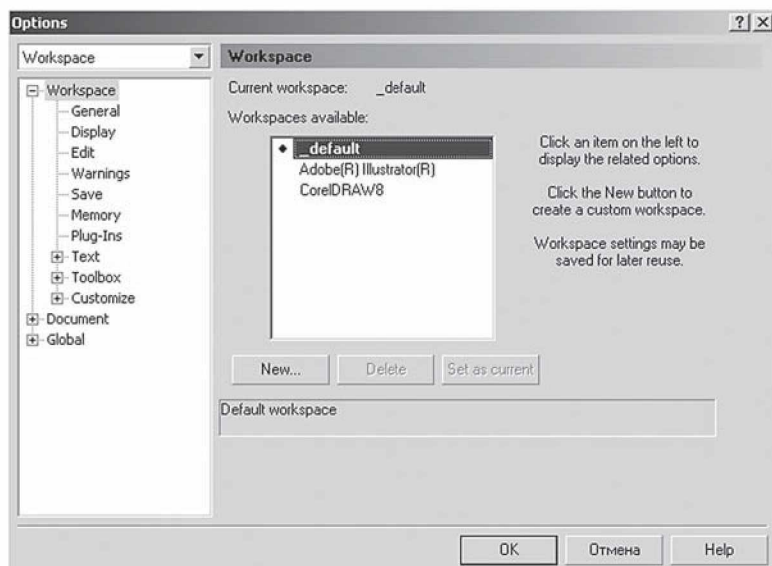 Options
Workspace
Workspace
General
Display
Edit
Warnings
Save
Memory
Plug-Ins
Text
Toolbox
Customize
Document
Global
Workspace
Current workspace: _default
Workspaces available:
_default
Adobe(R) Illustrator(R)
CorelDRAW8
Click an item on the left to
display the related options.
Click the New button to
create a custom workspace.
Workspace settings may be
saved for later reuse.
New...
Delete
Set as current
Default workspace
OK
Отмена
Help